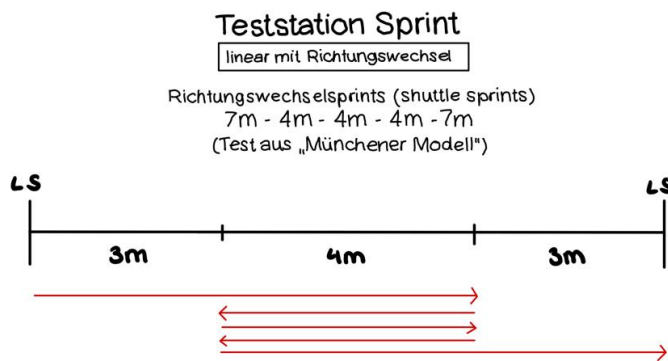 Teststation Sprint
linear mit Richtungswechsel
Richtungswechselsprints (shuttle sprints)
7m - 4m - 4m - 4m -7m
(Test aus „Münchener Modell")
LS
LS
3m
4m
3m